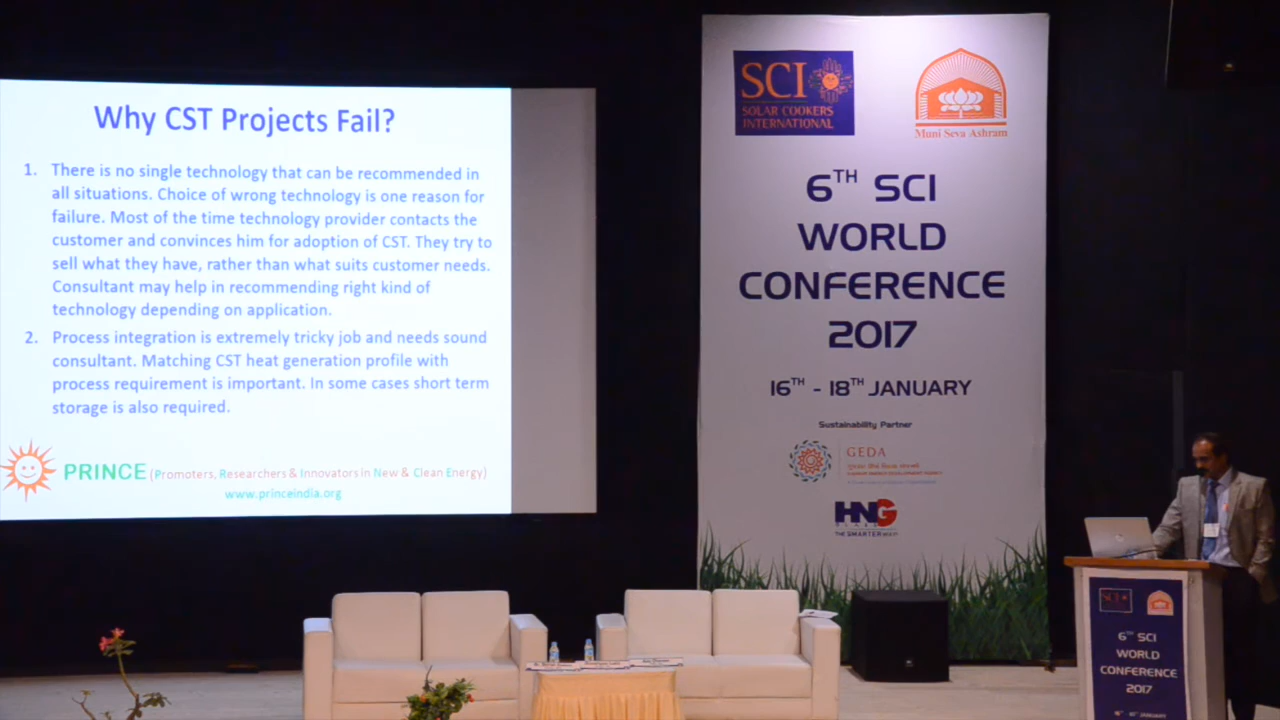 Why CST Projects Fail?
1. There is no single technology that can be recommended in
all situations. Choice of wrong technology is one reason for
failure. Most of the time technology provider contacts the
customer and convinces him for adoption of CST. They try to
sell what they have, rather than what suits customer needs.
Consultant may help in recommending right kind of
technology depending on application.
2. Process integration is extremely tricky job and needs sound
consultant. Matching CST heat generation profile with
process requirement is important. In some cases short term
storage is also required.
PRINCE (Promoters, Researchers & Innovators in New & Clean Energy)
www.princeindia.org
SCI
SOLAR COOKERS
INTERNATIONAL
Muni Seva Ashram
6TH SCI
WORLD
CONFERENCE
2017
16TH - 18TH JANUARY
Sustainability Partner
GEDA
HNG
GLASS
THE SMARTER WAY
SCI
6TH SCI
WORLD
CONFERENCE
2017